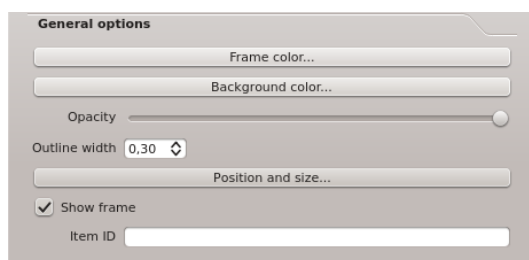 General options
Frame color...
Background color...
Opacity
Outline width 0,30
Position and size...
Show frame
Item ID